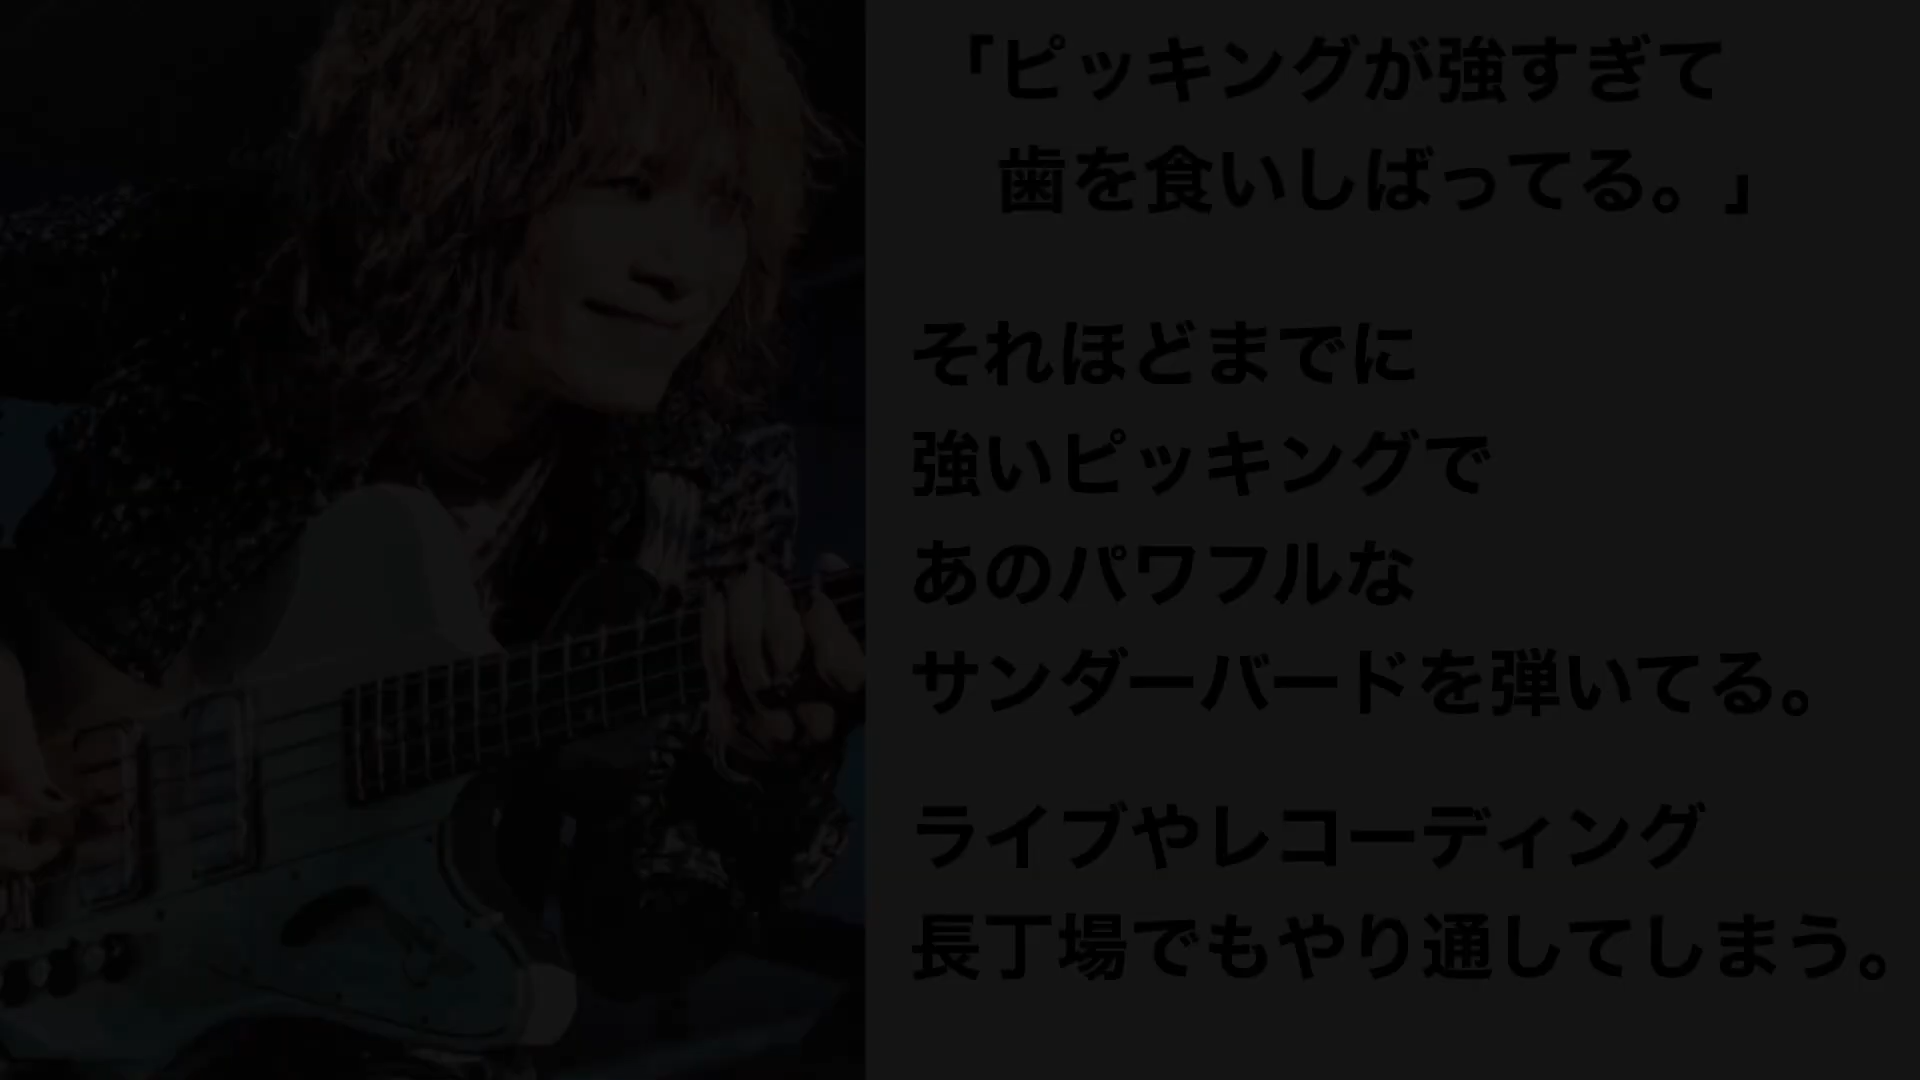 「ピッキングが強すぎて
歯を食いしばってる。」
それほどまでに
強いピッキングで
あのパワフルな
サンダーバードを弾いてる。
ライブやレコーディング
長丁場でもやり通してしまう。